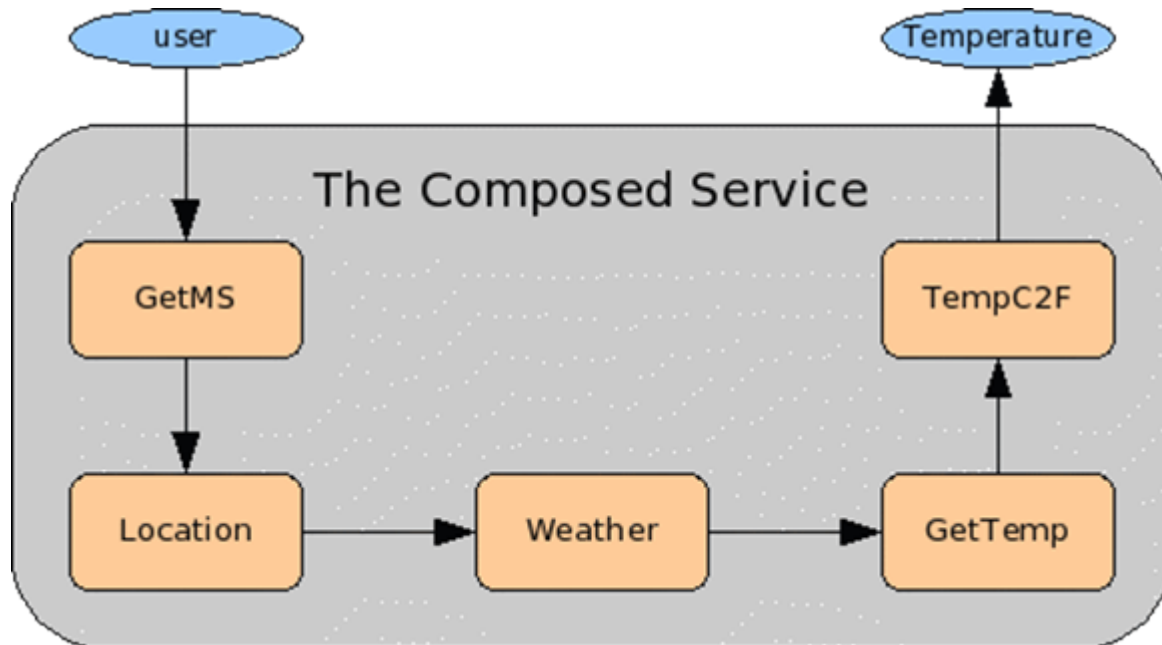 user
Temperature
The Composed Service
GetMS
TempC2F
Location
Weather
GetTemp